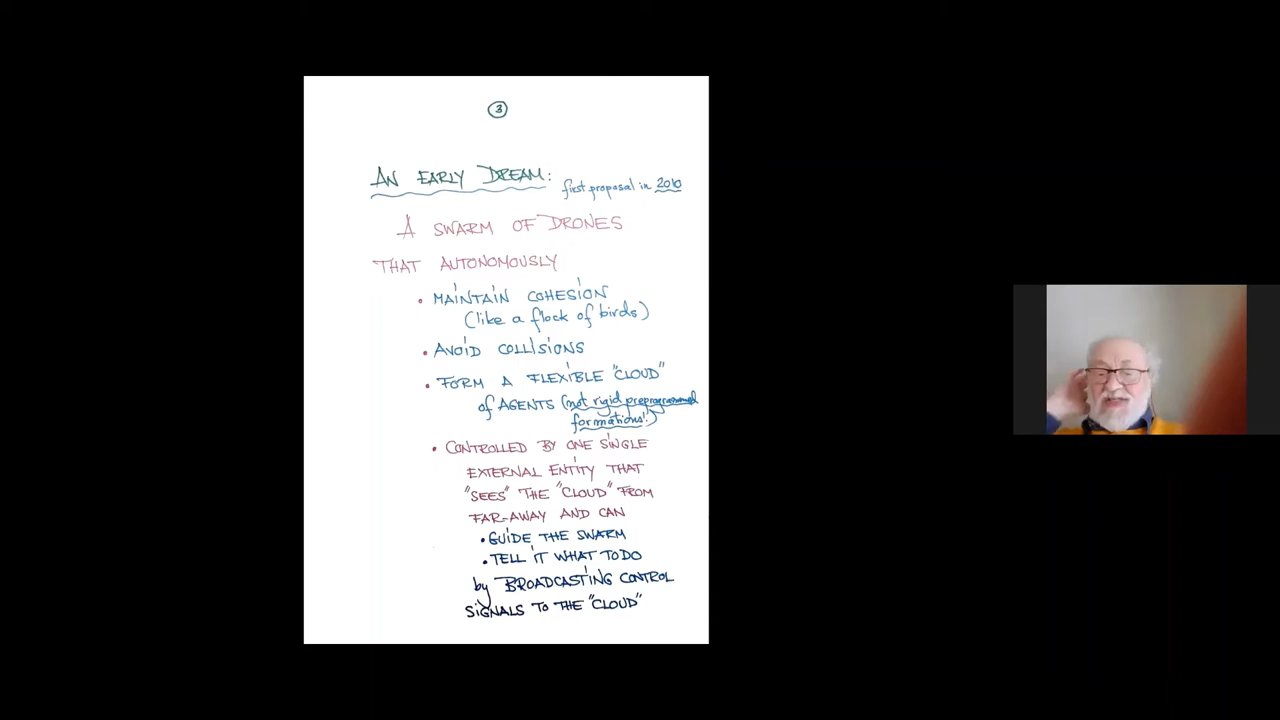 3
AN EARLY DREAM:
first proposal in 2010
A SWARM OF DRONES
THAT AUTONOMOUSLY
• MAINTAIN COHESION
(like a flock of birds)
• AVOID COLLISIONS
• FORM A FLEXIBLE "CLOUD"
of AGENTS (not rigid preprogrammed
formations!)
• CONTROLLED BY ONE SINGLE
EXTERNAL ENTITY THAT
"SEES" THE "CLOUD" FROM
FAR-AWAY AND CAN
• GUIDE THE SWARM
• TELL IT WHAT TO DO
by BROADCASTING CONTROL
SIGNALS TO THE "CLOUD"